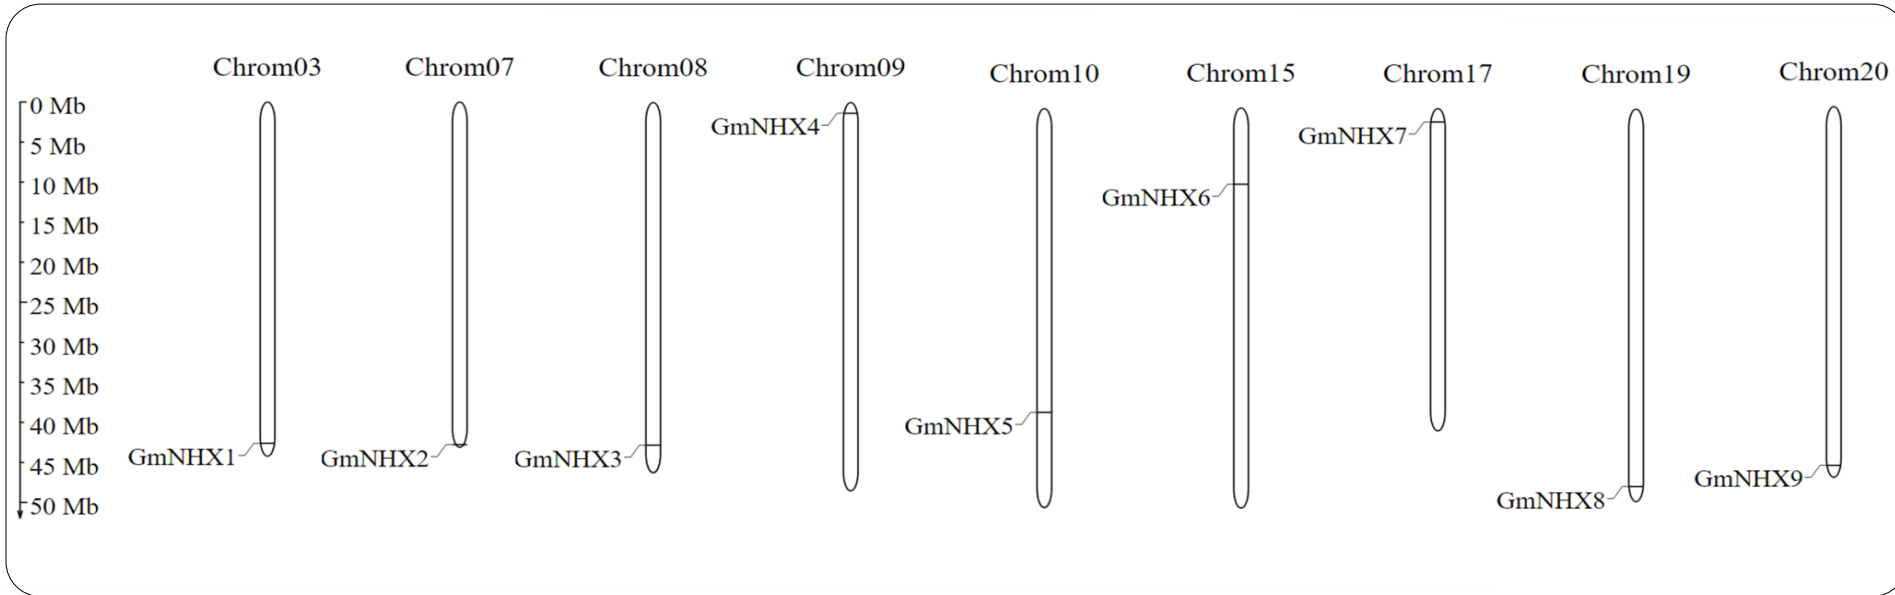 Chrom03
Chrom07
Chrom08
Chrom09
Chrom10
Chrom15
Chrom17
Chrom19
Chrom20
0 Mb
5 Mb
10 Mb
15 Mb
20 Mb
25 Mb
30 Mb
35 Mb
40 Mb
45 Mb
50 Mb
GmNHX1
GmNHX2
GmNHX3
GmNHX4
GmNHX5
GmNHX6
GmNHX7
GmNHX8
GmNHX9